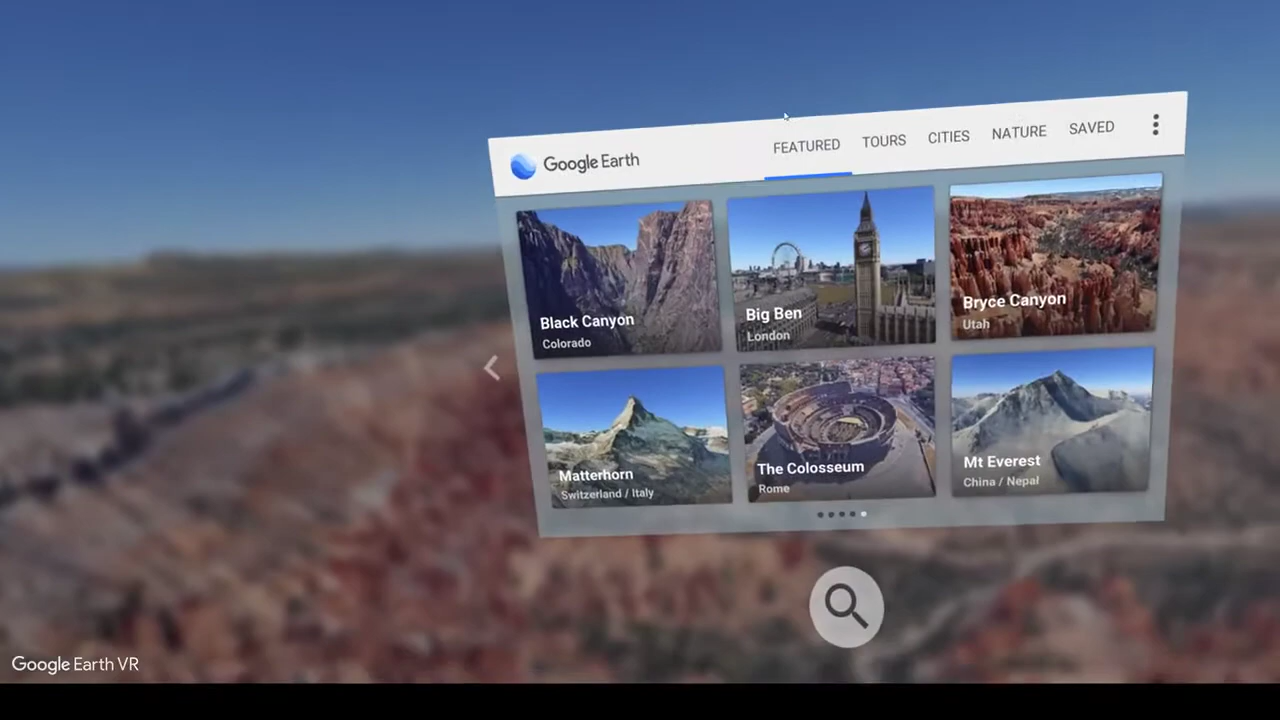 Google Earth
FEATURED
TOURS
CITIES
NATURE
SAVED
Black Canyon
Colorado
Big Ben
London
Bryce Canyon
Utah
Matterhorn
Switzerland / Italy
The Colosseum
Rome
Mt Everest
China / Nepal
Google Earth VR